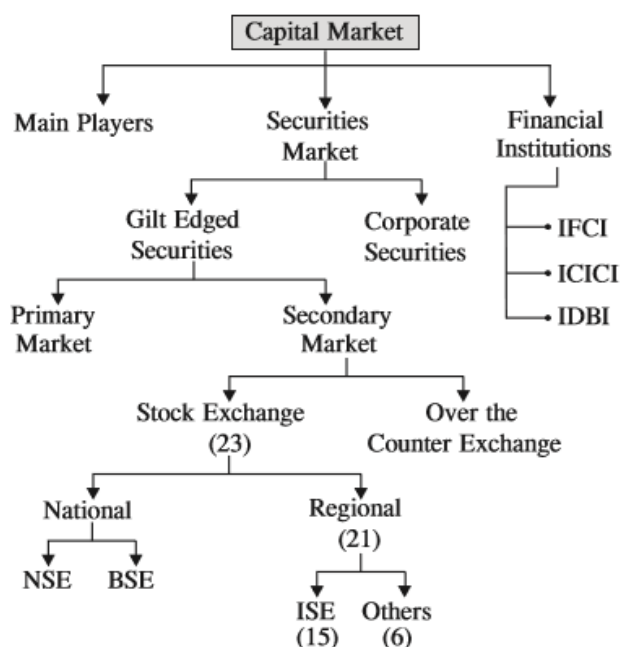 Capital Market
Main Players
Securities
Market
Financial
Institutions
Gilt Edged
Securities
Corporate
Securities
IFCI
ICICI
IDBI
Primary
Market
Secondary
Market
Stock Exchange
(23)
Over the
Counter Exchange
National
Regional
(21)
NSE
BSE
ISE
(15)
Others
(6)